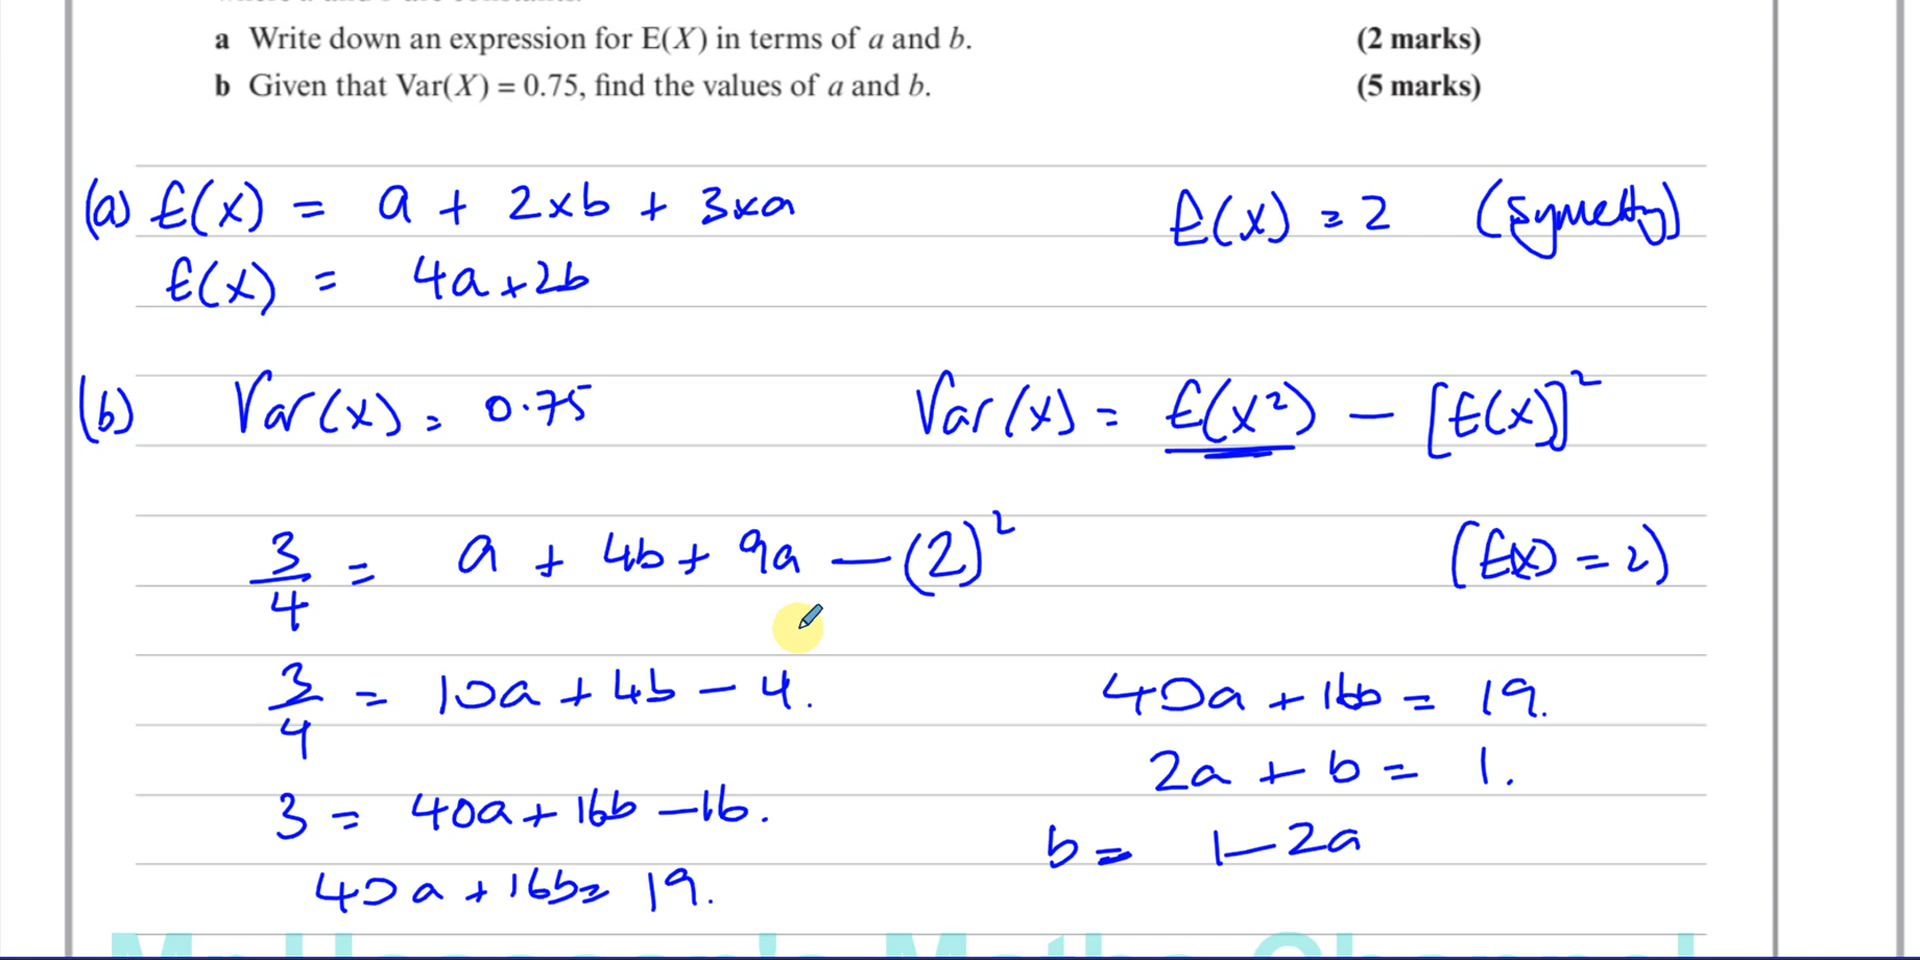 a Write down an expression for E(X) in terms of a and b. (2 marks)
b Given that Var(X) = 0.75, find the values of a and b. (5 marks)
(a) E(X) = a + 2×b + 3×a
E(X) = 2 (Symetty)
E(X) = 4a+2b
(b) Var(X) = 0.75
Var(X) = E(X²) − [E(X)]²
3/4 = a + 4b + 9a − (2)²
(E(X) = 2)
3/4 = 10a + 4b − 4.
3 = 40a + 16b − 16.
40a + 16b = 19.
40a + 16b = 19.
2a + b = 1.
b = 1 − 2a